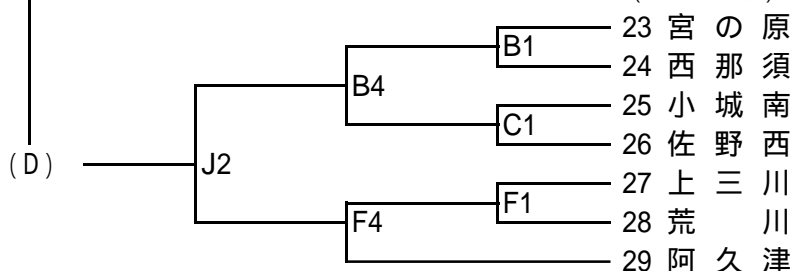 23 宮の原
B1
24 西那須
B4
25 小城南
C1
26 佐野西
(D)
J2
27 上三川
F1
28 荒川
F4
29 阿久津